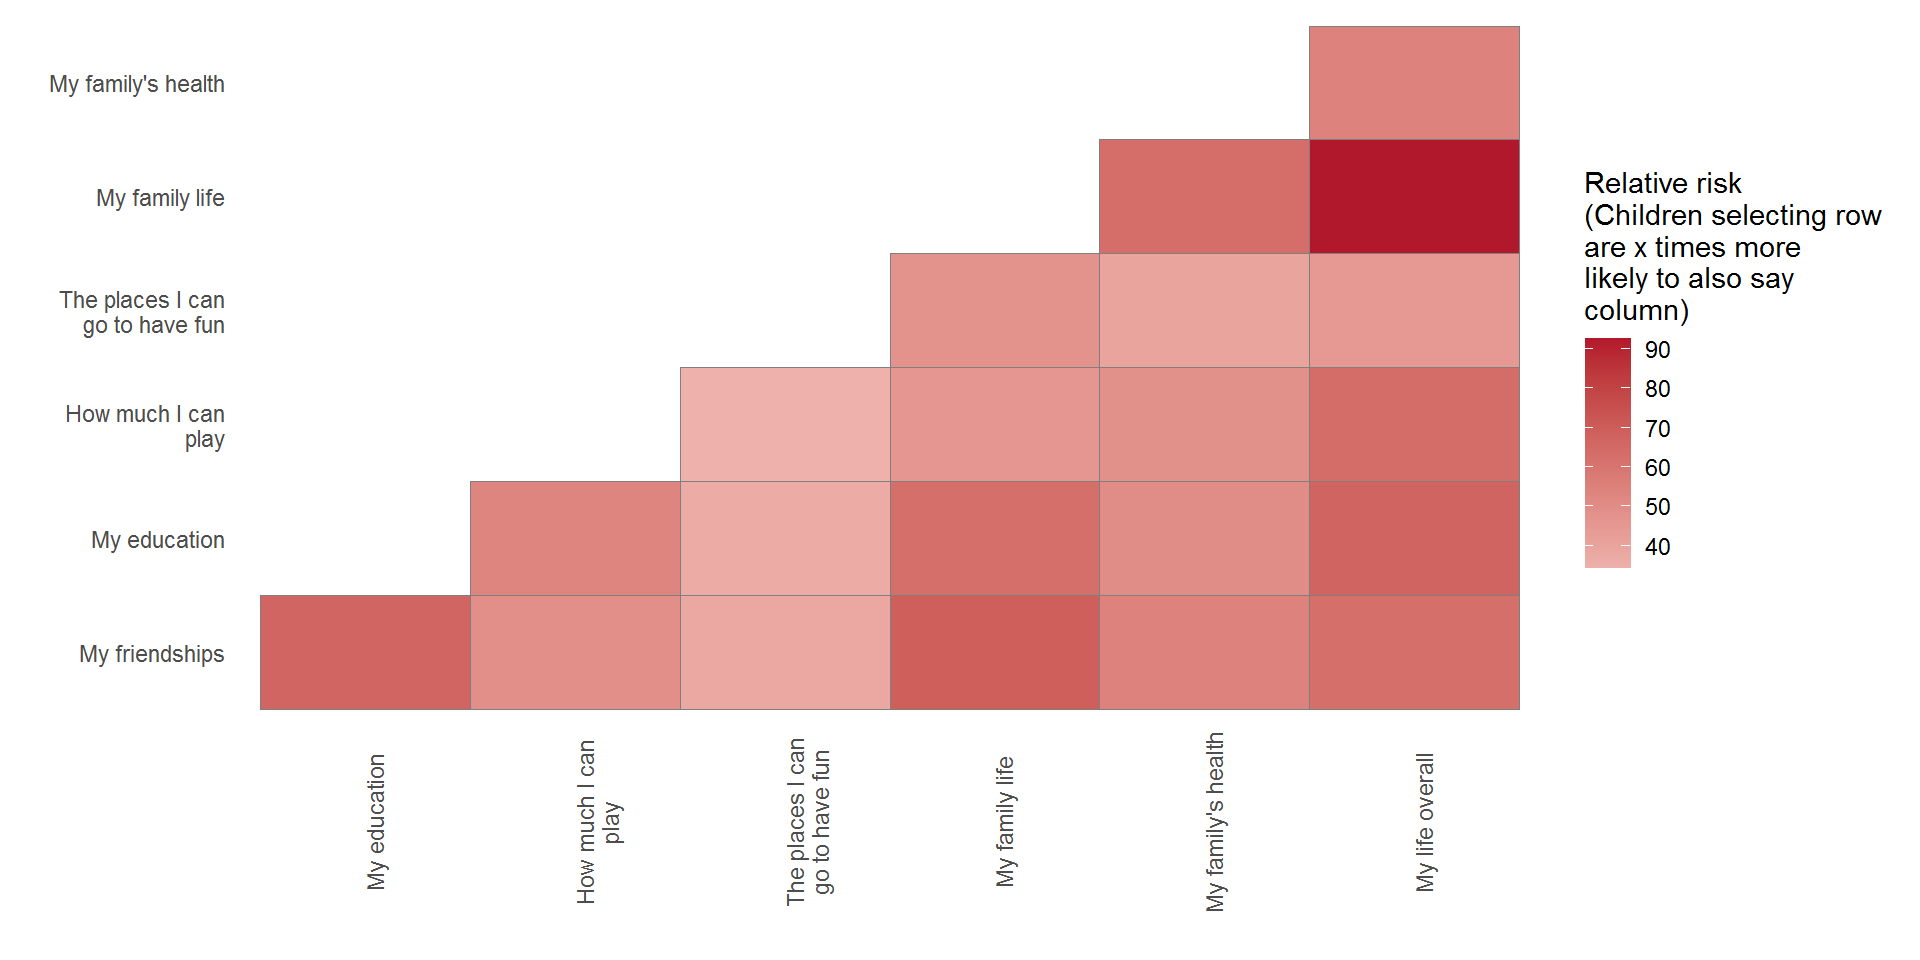 My family's health
My family life
The places I can
go to have fun
How much I can
play
My education
My friendships
My education
How much I can
play
The places I can
go to have fun
My family life
My family's health
My life overall
Relative risk
(Children selecting row
are x times more
likely to also say
column)
90
80
70
60
50
40